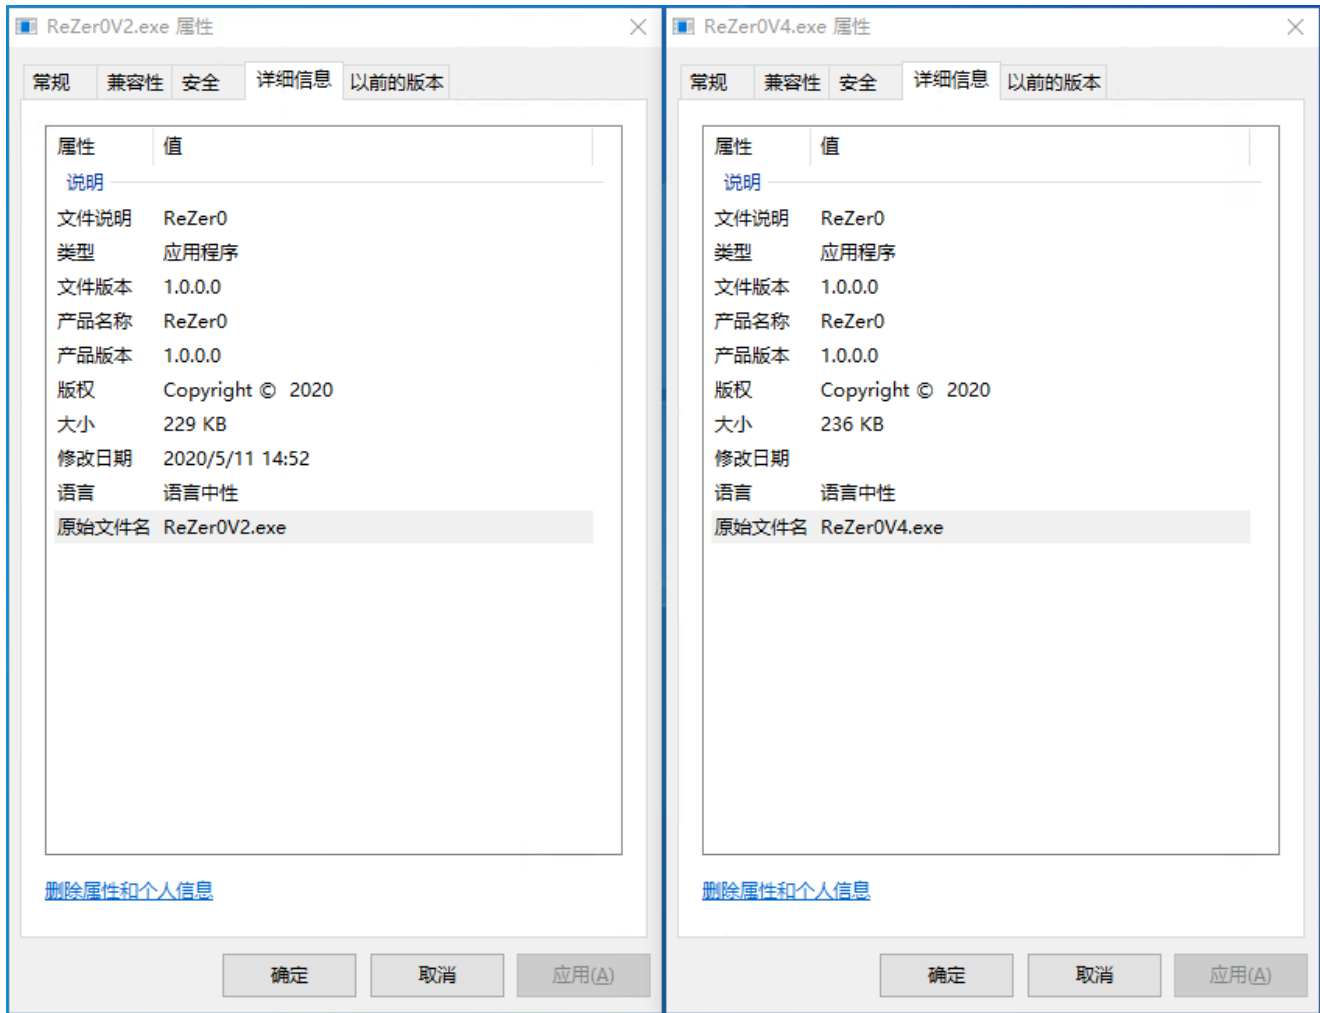 ReZer0V2.exe 属性
常规 兼容性 安全 详细信息 以前的版本
属性 值
说明
文件说明 ReZer0
类型 应用程序
文件版本 1.0.0.0
产品名称 ReZer0
产品版本 1.0.0.0
版权 Copyright © 2020
大小 229 KB
修改日期 2020/5/11 14:52
语言 语言中性
原始文件名 ReZer0V2.exe
删除属性和个人信息
确定 取消 应用(A)
ReZer0V4.exe 属性
常规 兼容性 安全 详细信息 以前的版本
属性 值
说明
文件说明 ReZer0
类型 应用程序
文件版本 1.0.0.0
产品名称 ReZer0
产品版本 1.0.0.0
版权 Copyright © 2020
大小 236 KB
修改日期
语言 语言中性
原始文件名 ReZer0V4.exe
删除属性和个人信息
确定 取消 应用(A)